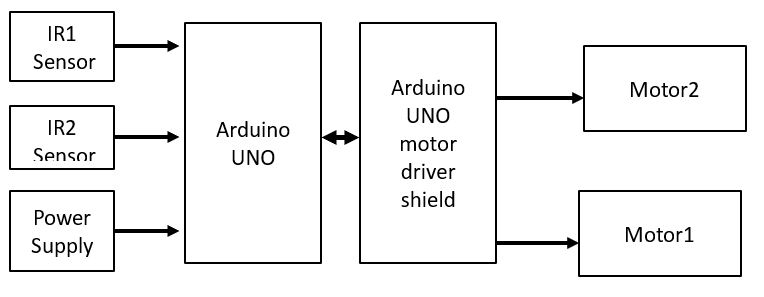 IR1
Sensor
IR2
Sensor
Power
Supply
Arduino
UNO
Arduino
UNO
motor
driver
shield
Motor2
Motor1